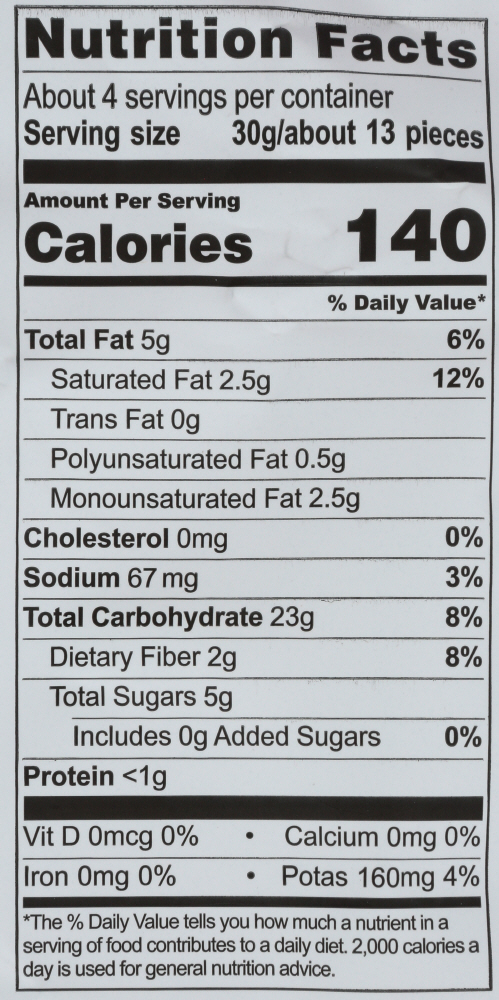 Nutrition Facts
About 4 servings per container
Serving size 30g/about 13 pieces
Amount Per Serving
Calories 140
% Daily Value*
Total Fat 5g 6%
Saturated Fat 2.5g 12%
Trans Fat 0g
Polyunsaturated Fat 0.5g
Monounsaturated Fat 2.5g
Cholesterol 0mg 0%
Sodium 67 mg 3%
Total Carbohydrate 23g 8%
Dietary Fiber 2g 8%
Total Sugars 5g
Includes 0g Added Sugars 0%
Protein <1g
Vit D 0mcg 0% • Calcium 0mg 0%
Iron 0mg 0% • Potas 160mg 4%
*The % Daily Value tells you how much a nutrient in a
serving of food contributes to a daily diet. 2,000 calories a
day is used for general nutrition advice.